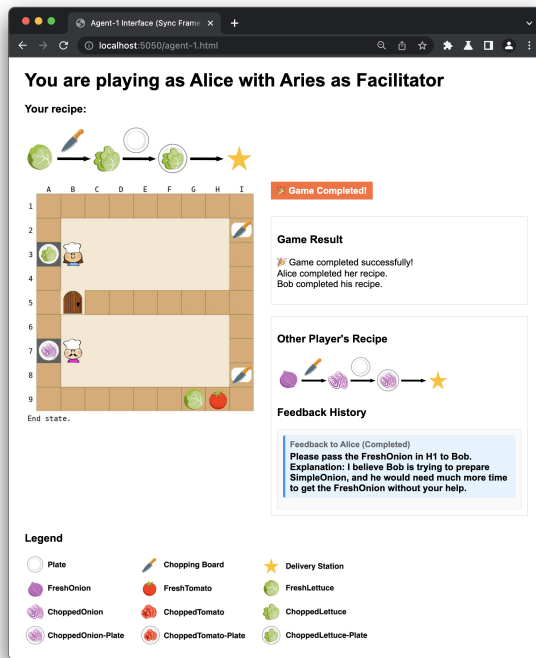 Agent-1 Interface (Sync Frame
localhost:5050/agent-1.html
You are playing as Alice with Aries as Facilitator
Your recipe:
A B C D E F G H I
1
2
3
4
5
6
7
8
9
End state.
🎉 Game Completed!
Game Result
🎉 Game completed successfully!
Alice completed her recipe.
Bob completed his recipe.
Other Player's Recipe
Feedback History
Feedback to Alice (Completed)
Please pass the FreshOnion in H1 to Bob.
Explanation: I believe Bob is trying to prepare
SimpleOnion, and he would need much more time
to get the FreshOnion without your help.
Legend
Plate
Chopping Board
Delivery Station
FreshOnion
FreshTomato
FreshLettuce
ChoppedOnion
ChoppedTomato
ChoppedLettuce
ChoppedOnion-Plate
ChoppedTomato-Plate
ChoppedLettuce-Plate